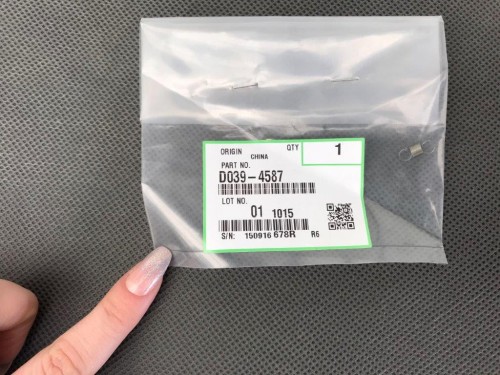 ORIGIN CHINA QTY 1
PART NO.
D039-4587
LOT NO.
01 1015
S/N: 150916 678R R6